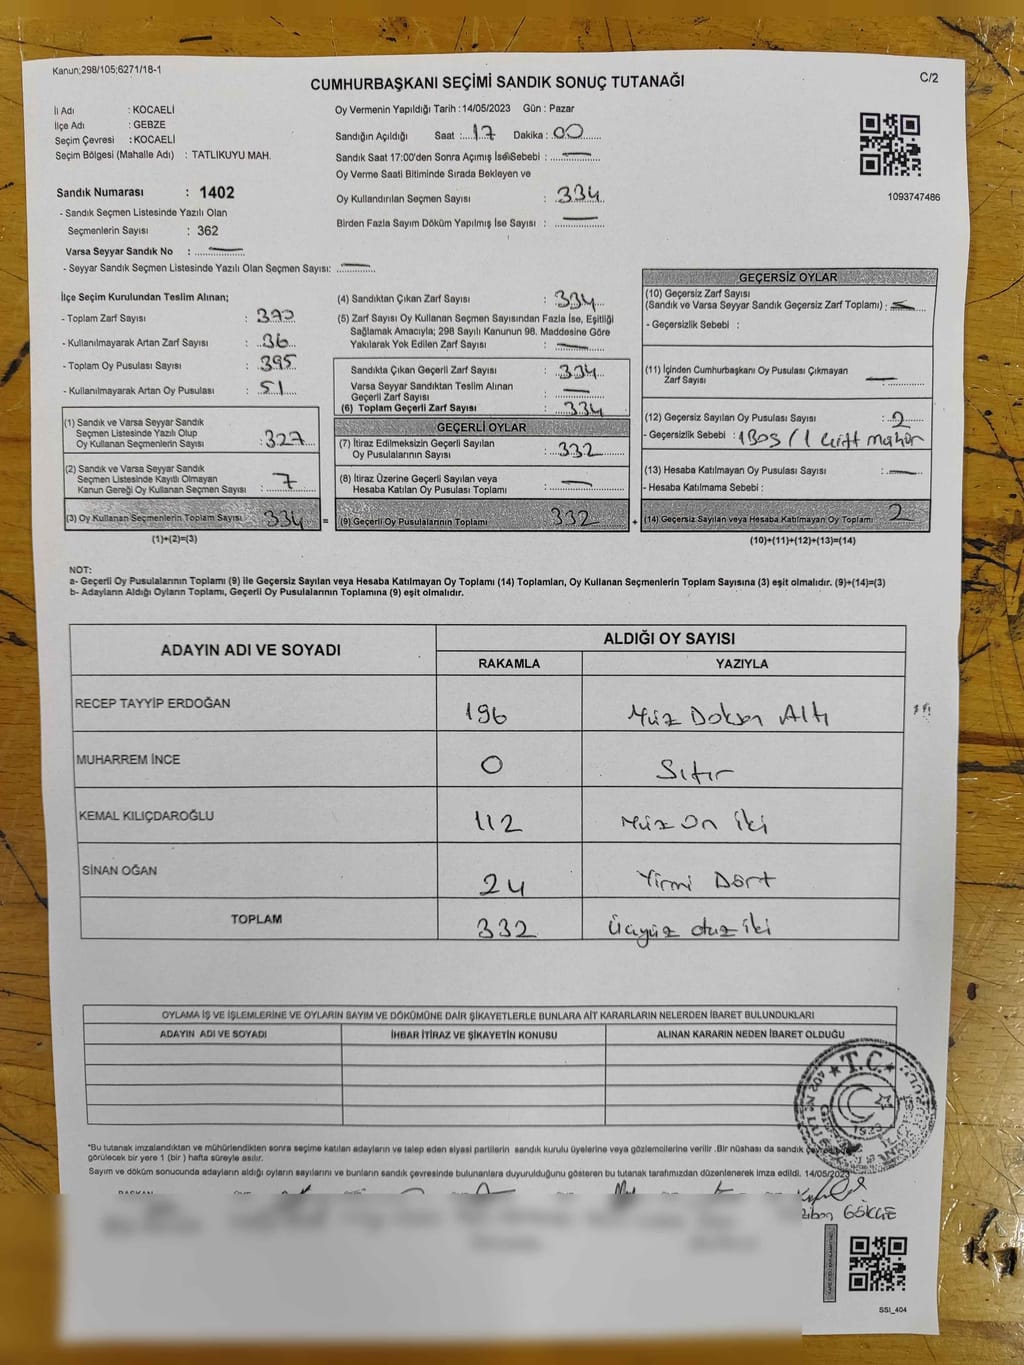 Kanun;298/105;6271/18-1
C/2
CUMHURBAŞKANI SEÇİMİ SANDIK SONUÇ TUTANAĞI
İl Adı : KOCAELİ
İlçe Adı : GEBZE
Seçim Çevresi : KOCAELİ
Seçim Bölgesi (Mahalle Adı) : TATLIKUYU MAH.
Sandık Numarası : 1402
- Sandık Seçmen Listesinde Yazılı Olan
Seçmenlerin Sayısı : 362
Varsa Seyyar Sandık No :
- Seyyar Sandık Seçmen Listesinde Yazılı Olan Seçmen Sayısı:
Oy Vermenin Yapıldığı Tarih : 14/05/2023 Gün : Pazar
Sandığın Açıldığı Saat : 17 Dakika : 00
Sandık Saat 17:00'den Sonra Açımış İseSebebi :
Oy Verme Saati Bitiminde Sırada Bekleyen ve
Oy Kullandırılan Seçmen Sayısı : 334
Birden Fazla Sayım Döküm Yapılmış İse Sayısı :
1093747486
İlçe Seçim Kurulundan Teslim Alınan;
- Toplam Zarf Sayısı :
- Kullanılmayarak Artan Zarf Sayısı : 36
- Toplam Oy Pusulası Sayısı : 395
- Kullanılmayarak Artan Oy Pusulası : 51
(1) Sandık ve Varsa Seyyar Sandık
Seçmen Listesinde Yazılı Olup
Oy Kullanan Seçmenlerin Sayısı : 327
(2) Sandık ve Varsa Seyyar Sandık
Seçmen Listesinde Kayıtlı Olmayan
Kanun Gereği Oy Kullanan Seçmen Sayısı : 7
(3) Oy Kullanan Seçmenlerin Toplam Sayısı 334 =
(1)+(2)=(3)
(4) Sandıktan Çıkan Zarf Sayısı : 334
(5) Zarf Sayısı Oy Kullanan Seçmen Sayısından Fazla İse, Eşitliği
Sağlamak Amacıyla; 298 Sayılı Kanunun 98. Maddesine Göre
Yakılarak Yok Edilen Zarf Sayısı :
Sandıkta Çıkan Geçerli Zarf Sayısı : 334
Varsa Seyyar Sandıktan Teslim Alınan
Geçerli Zarf Sayısı :
(6) Toplam Geçerli Zarf Sayısı : 334
GEÇERLİ OYLAR
(7) İtiraz Edilmeksizin Geçerli Sayılan
Oy Pusulalarının Sayısı : 332
(8) İtiraz Üzerine Geçerli Sayılan veya
Hesaba Katılan Oy Pusulası Toplamı :
(9) Geçerli Oy Pusulalarının Toplamı 332 +
GEÇERSİZ OYLAR
(10) Geçersiz Zarf Sayısı
(Sandık ve Varsa Seyyar Sandık Geçersiz Zarf Toplamı) :
- Geçersizlik Sebebi :
(11) İçinden Cumhurbaşkanı Oy Pusulası Çıkmayan
Zarf Sayısı :
(12) Geçersiz Sayılan Oy Pusulası Sayısı : 2
- Geçersizlik Sebebi : 1 Boş / 1 Çift mühür
(13) Hesaba Katılmayan Oy Pusulası Sayısı :
- Hesaba Katılmama Sebebi :
(14) Geçersiz Sayılan veya Hesaba Katılmayan Oy Toplamı 2
(10)+(11)+(12)+(13)=(14)
NOT:
a- Geçerli Oy Pusulalarının Toplamı (9) ile Geçersiz Sayılan veya Hesaba Katılmayan Oy Toplamı (14) Toplamları, Oy Kullanan Seçmenlerin Toplam Sayısına (3) eşit olmalıdır. (9)+(14)=(3)
b- Adayların Aldığı Oyların Toplamı, Geçerli Oy Pusulalarının Toplamına (9) eşit olmalıdır.
ADAYIN ADI VE SOYADI
ALDIĞI OY SAYISI
RAKAMLA YAZIYLA
RECEP TAYYİP ERDOĞAN 196 Yüz Doksan Altı
MUHARREM İNCE 0 Sıfır
KEMAL KILIÇDAROĞLU 112 Yüz On iki
SİNAN OĞAN 24 Yirmi Dört
TOPLAM 332 Üçyüz otuz iki
OYLAMA İŞ VE İŞLEMLERİNE VE OYLARIN SAYIM VE DÖKÜMÜNE DAİR ŞİKAYETLERLE BUNLARA AİT KARARLARIN NELERDEN İBARET BULUNDUKLARI
ADAYIN ADI VE SOYADI İHBAR İTİRAZ VE ŞİKAYETİN KONUSU ALINAN KARARIN NEDEN İBARET OLDUĞU
T.C.
1923
*Bu tutanak imzalandıktan ve mühürlendikten sonra seçime katılan adayların ve talep eden siyasi partilerin sandık kurulu üyelerine veya gözlemcilerine verilir .Bir nüshası da sandık
görülecek bir yere 1 (bir ) hafta süreyle asılır.
Sayım ve döküm sonucunda adayların aldığı oyların sayılarını ve bunların sandık çevresinde bulunanlara duyurulduğunu gösteren bu tutanak tarafımızdan düzenlenerek imza edildi. 14/05/2023
GÖKÇE
SSI_404